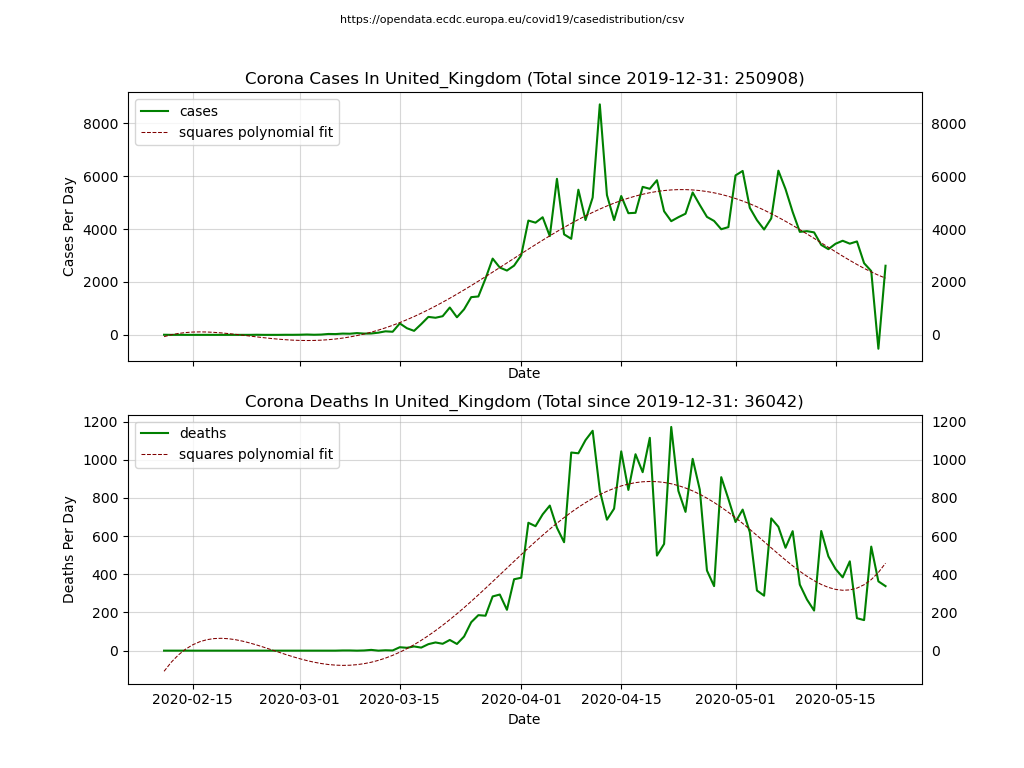 https://opendata.ecdc.europa.eu/covid19/casedistribution/csv
Corona Cases In United_Kingdom (Total since 2019-12-31: 250908)
cases
squares polynomial fit
Cases Per Day
8000
6000
4000
2000
0
8000
6000
4000
2000
0
Date
Corona Deaths In United_Kingdom (Total since 2019-12-31: 36042)
deaths
squares polynomial fit
Deaths Per Day
1200
1000
800
600
400
200
0
1200
1000
800
600
400
200
0
2020-02-15 2020-03-01 2020-03-15 2020-04-01 2020-04-15 2020-05-01 2020-05-15
Date